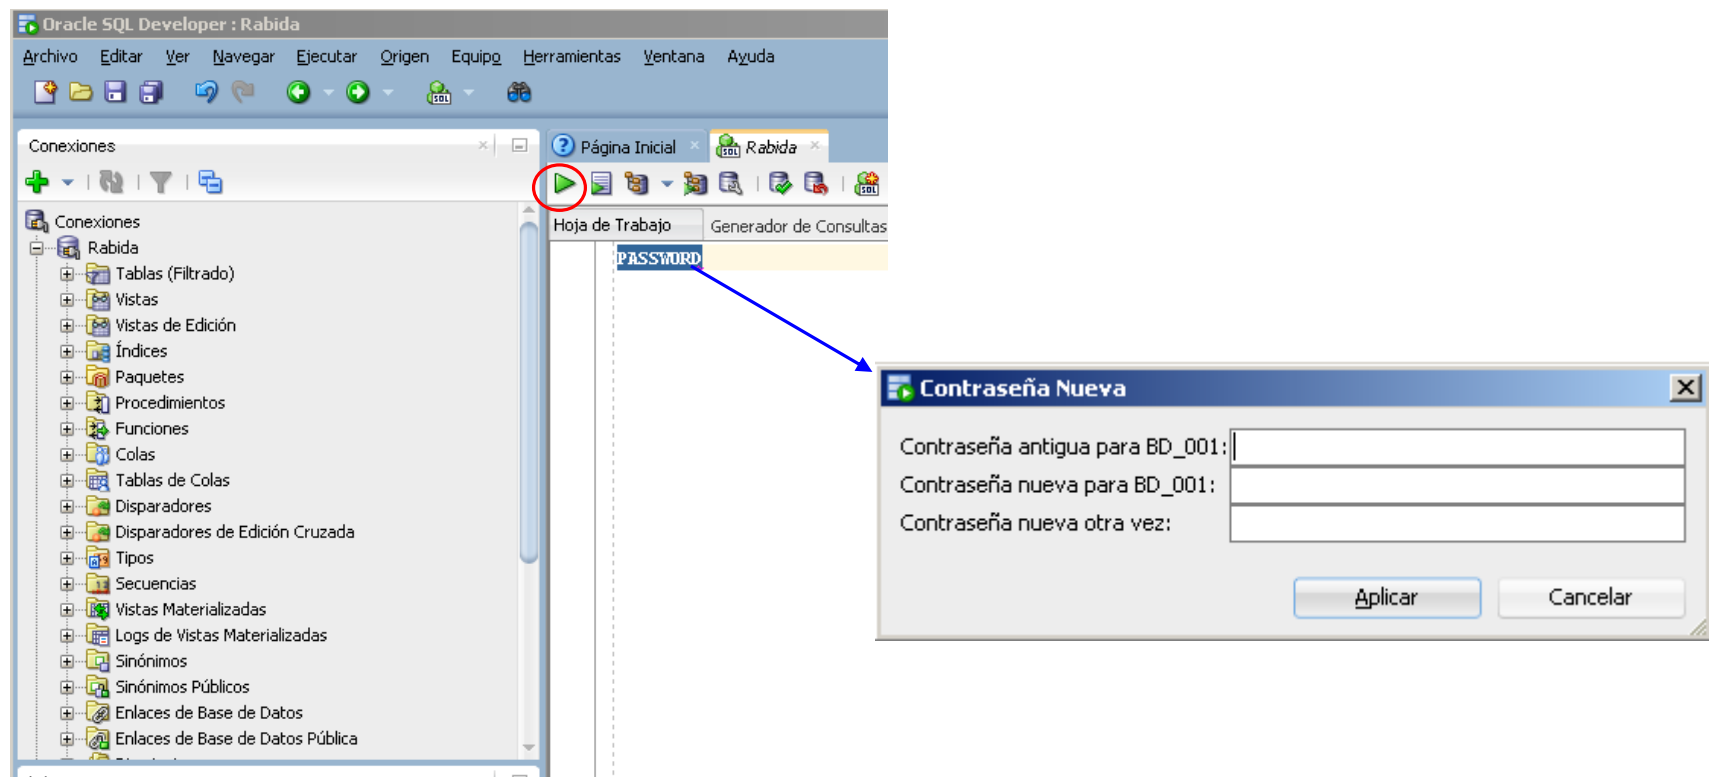 Oracle SQL Developer : Rabida
Archivo Editar Ver Navegar Ejecutar Origen Equipo Herramientas Ventana Ayuda
SQL
Conexiones
Página Inicial
SQL Rabida
SQL
Hoja de Trabajo Generador de Consultas
PASSWORD
Conexiones
Rabida
Tablas (Filtrado)
Vistas
Vistas de Edición
Índices
Paquetes
Procedimientos
Funciones
Colas
Tablas de Colas
Disparadores
Disparadores de Edición Cruzada
Tipos
Secuencias
Vistas Materializadas
Logs de Vistas Materializadas
Sinónimos
Sinónimos Públicos
Enlaces de Base de Datos
Enlaces de Base de Datos Pública
Contraseña Nueva
Contraseña antigua para BD_001:
Contraseña nueva para BD_001:
Contraseña nueva otra vez:
Aplicar Cancelar